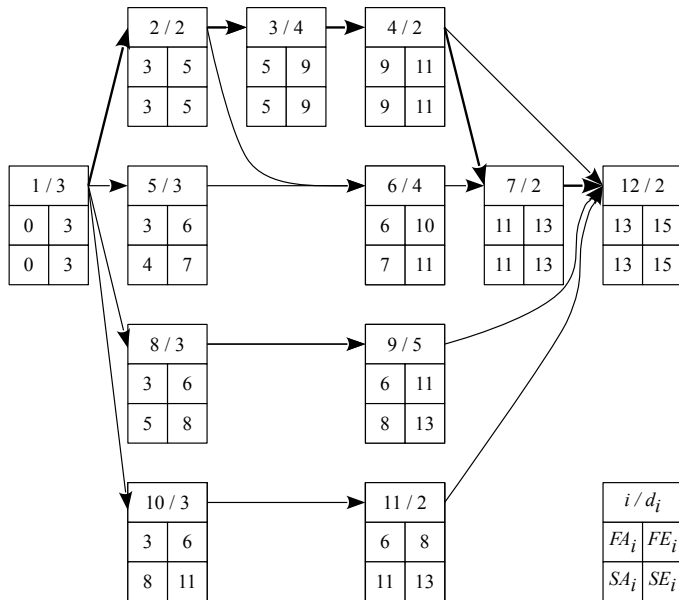 2 / 2 3 / 4 4 / 2
3 5 5 9 9 11
3 5 5 9 9 11
1 / 3 5 / 3 6 / 4 7 / 2 12 / 2
0 3 3 6 6 10 11 13 13 15
0 3 4 7 7 11 11 13 13 15
8 / 3 9 / 5
3 6 6 11
5 8 8 13
10 / 3 11 / 2 i / d_i
3 6 6 8 FA_i FE_i
8 11 11 13 SA_i SE_i